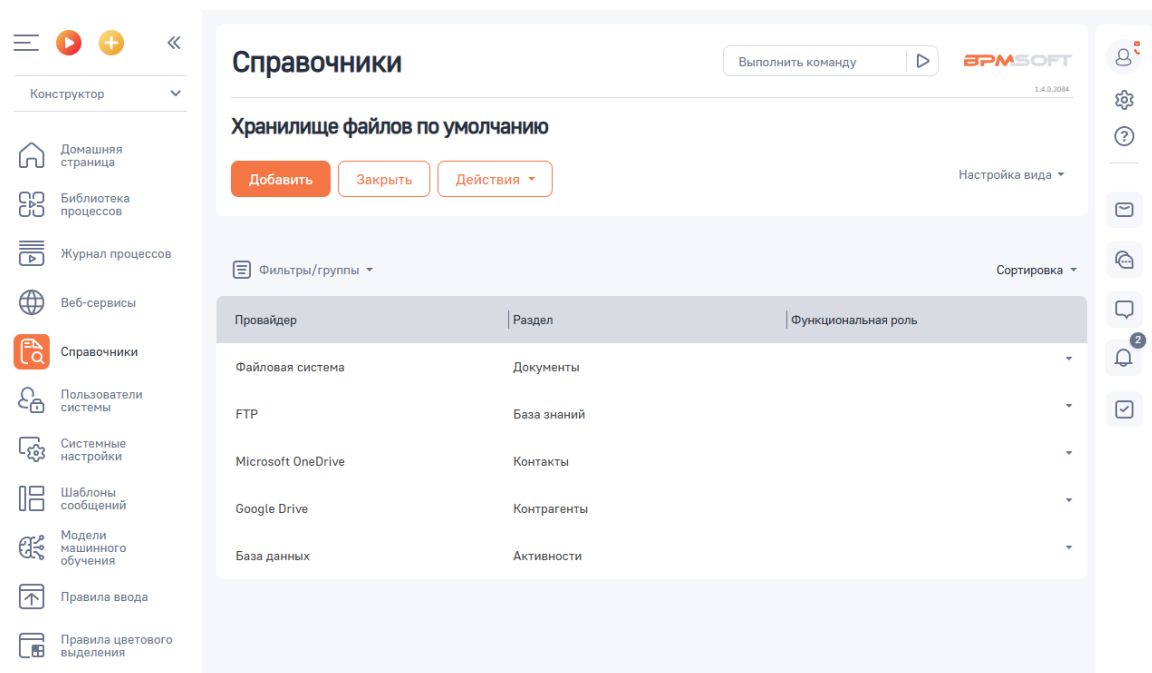 Конструктор
Домашняя
страница
Библиотека
процессов
Журнал процессов
Веб-сервисы
Справочники
Пользователи
системы
Системные
настройки
Шаблоны
сообщений
Модели
машинного
обучения
Правила ввода
Правила цветового
выделения
Справочники
Выполнить команду
BPMSOFT
1.4.0.3084
Хранилище файлов по умолчанию
Добавить Закрыть Действия
Настройка вида
Фильтры/группы
Сортировка
Провайдер Раздел Функциональная роль
Файловая система Документы
FTP База знаний
Microsoft OneDrive Контакты
Google Drive Контрагенты
База данных Активности
2